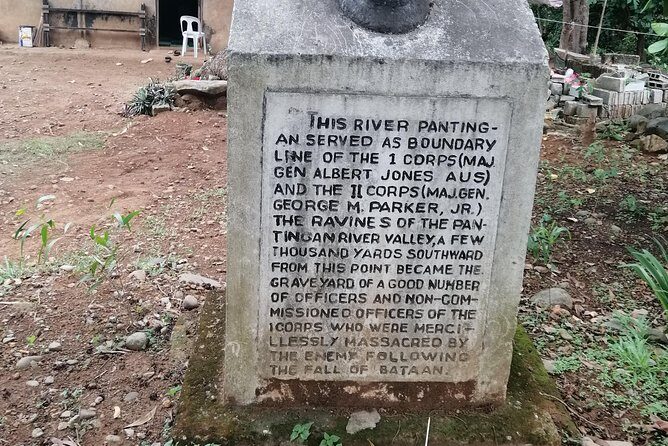 THIS RIVER PANTING-
AN SERVED AS BOUNDARY
LINE OF THE 1 CORPS(MAJ
GEN ALBERT JONES AUS)
AND THE II CORPS(MAJ.GEN.
GEORGE M. PARKER, JR.)
THE RAVINES OF THE PAN-
TINGAN RIVER VALLEY, A FEW
THOUSAND YARDS SOUTHWARD
FROM THIS POINT BECAME THE
GRAVEYARD OF A GOOD NUMBER
OF OFFICERS AND NON-COM-
MISSIONED OFFICERS OF THE
1CORPS WHO WERE MERCI-
LLESSLY MASSACRED BY
THE ENEMY FOLLOWING
THE FALL OF BATAAN.